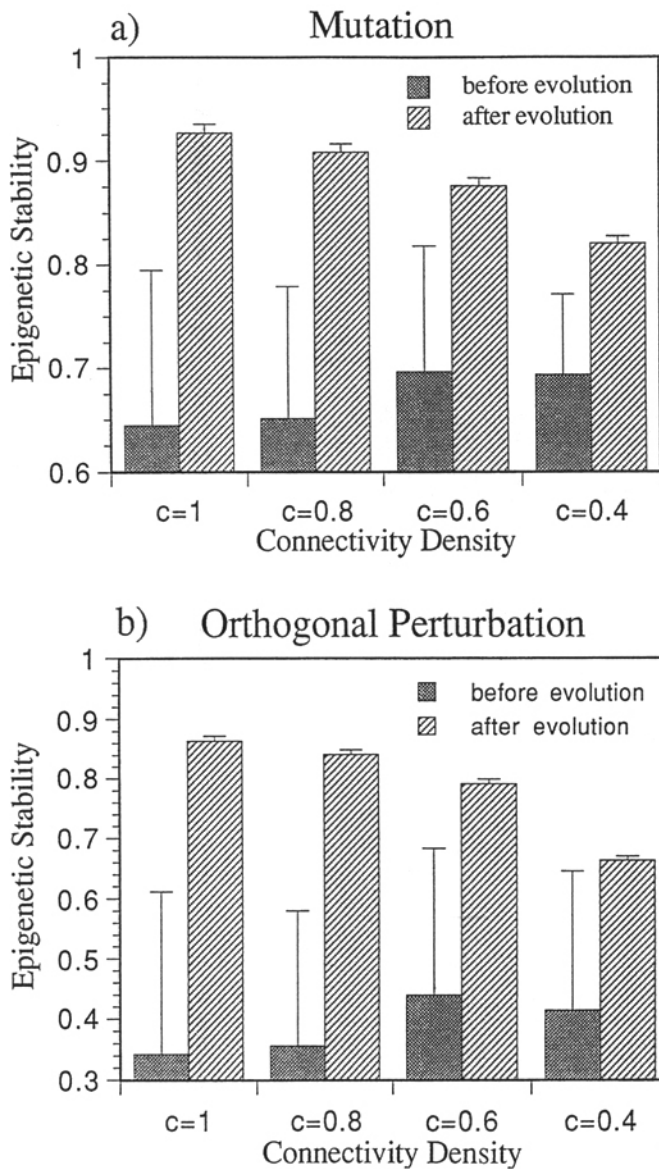 a) Mutation
1
before evolution
after evolution
0.9
0.8
0.7
0.6
Epigenetic Stability
c=1 c=0.8 c=0.6 c=0.4
Connectivity Density
b) Orthogonal Perturbation
1
before evolution
after evolution
0.9
0.8
0.7
0.6
0.5
0.4
0.3
Epigenetic Stability
c=1 c=0.8 c=0.6 c=0.4
Connectivity Density